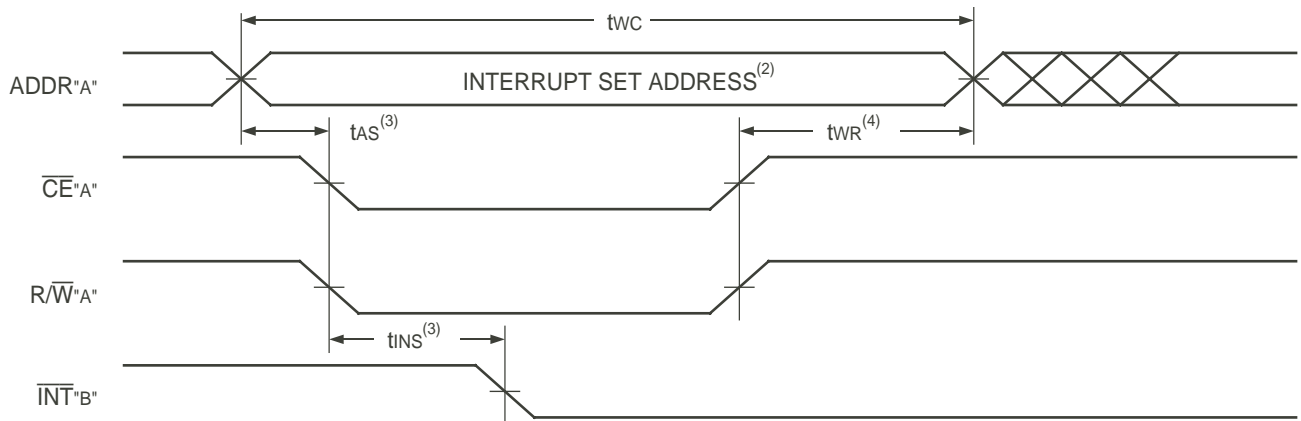 tWC
ADDR"A"
INTERRUPT SET ADDRESS(2)
tAS(3)
tWR(4)
CE"A"
R/W"A"
tINS(3)
INT"B"